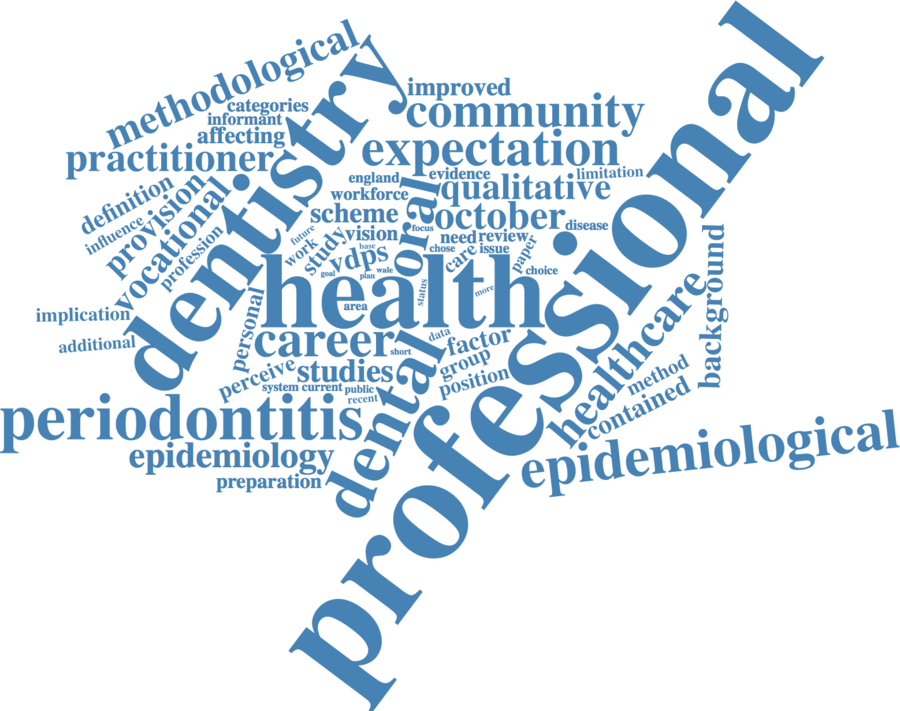 methodological
improved
categories
informant
affecting
community
practitioner
dentistry
professional
expectation
evidence
limitation
england
qualitative
workforce
definition
provision
oral
scheme
october
disease
focus
influence
vocational
profession
future
vision
need
review
study
work
base
chose
care
issue
paper
vdps
goal
plan
wale
choice
health
status
more
area
background
healthcare
implication
additional
personal
career
short
data
factor
group
position
perceive
studies
system
current
public
recent
dental
method
contained
periodontitis
epidemiology
epidemiological
preparation